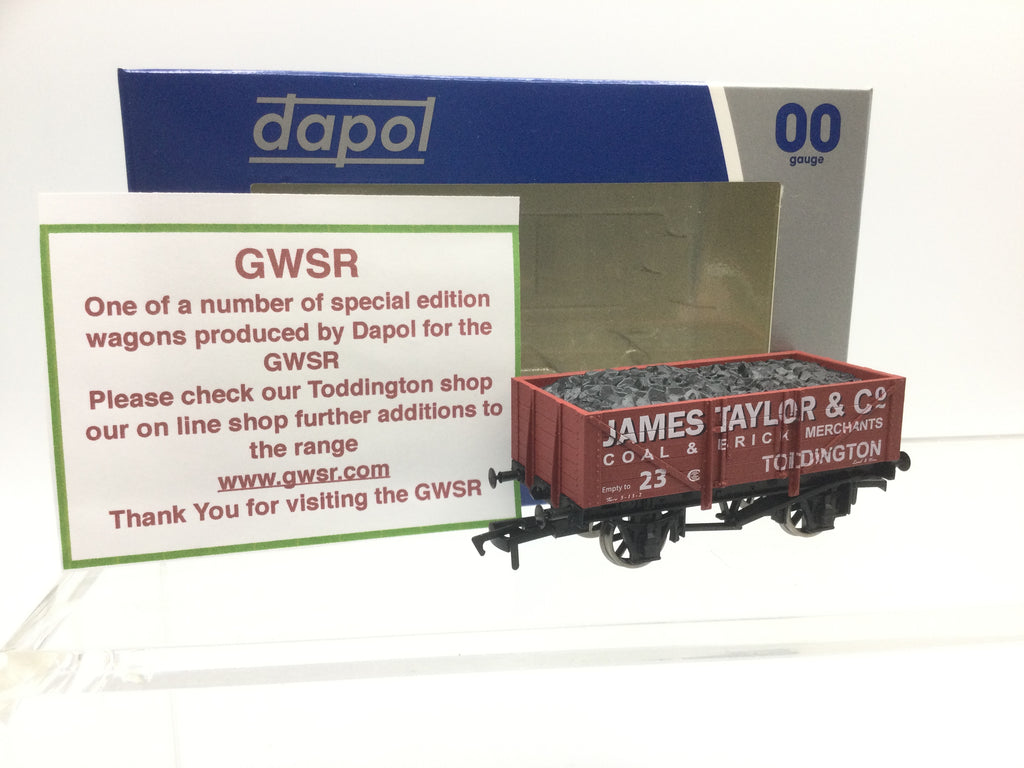 dapol
00
gauge
GWSR
One of a number of special edition
wagons produced by Dapol for the
GWSR
Please check our Toddington shop
our on line shop further additions to
the range
www.gwsr.com
Thank You for visiting the GWSR
JAMES TAYLOR & Co
COAL & BRICK MERCHANTS
TODDINGTON
Empty to
23